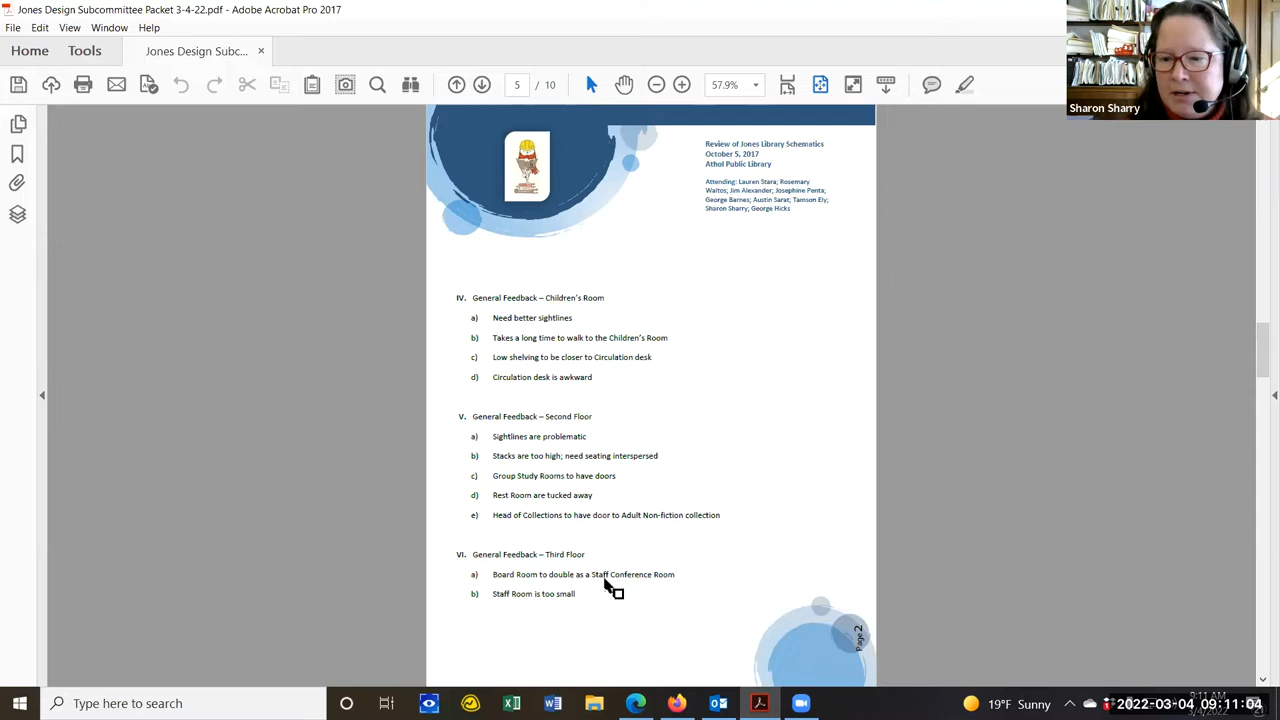 Jones Design Subcommittee Packet 3-4-22.pdf - Adobe Acrobat Pro 2017
File Edit View Window Help
Home Tools Jones Design Subc... ×
5 / 10 57.9%
Sharon Sharry
Review of Jones Library Schematics
October 5, 2017
Athol Public Library
Attending: Lauren Stara; Rosemary
Waltos; Jim Alexander; Josephine Penta;
George Barnes; Austin Sarat; Tamson Ely;
Sharon Sharry; George Hicks
IV. General Feedback – Children's Room
a) Need better sightlines
b) Takes a long time to walk to the Children's Room
c) Low shelving to be closer to Circulation desk
d) Circulation desk is awkward
V. General Feedback – Second Floor
a) Sightlines are problematic
b) Stacks are too high; need seating interspersed
c) Group Study Rooms to have doors
d) Rest Room are tucked away
e) Head of Collections to have door to Adult Non-fiction collection
VI. General Feedback – Third Floor
a) Board Room to double as a Staff Conference Room
b) Staff Room is too small
Page 2
Type here to search
19°F Sunny
9:11 AM
2022-03-04 09:11:04